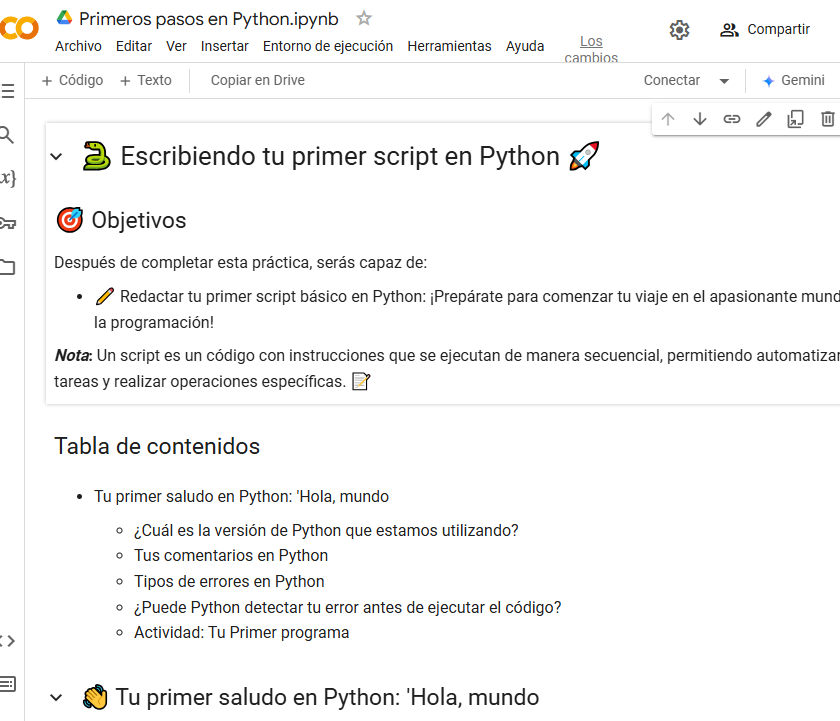 Primeros pasos en Python.ipynb
Archivo Editar Ver Insertar Entorno de ejecución Herramientas Ayuda Los cambios
Compartir
+ Código + Texto Copiar en Drive Conectar Gemini
Escribiendo tu primer script en Python
Objetivos
Después de completar esta práctica, serás capaz de:
• Redactar tu primer script básico en Python: ¡Prepárate para comenzar tu viaje en el apasionante
la programación!
Nota: Un script es un código con instrucciones que se ejecutan de manera secuencial, permitiendo
tareas y realizar operaciones específicas.
Tabla de contenidos
• Tu primer saludo en Python: 'Hola, mundo
◦ ¿Cuál es la versión de Python que estamos utilizando?
◦ Tus comentarios en Python
◦ Tipos de errores en Python
◦ ¿Puede Python detectar tu error antes de ejecutar el código?
◦ Actividad: Tu Primer programa
Tu primer saludo en Python: 'Hola, mundo